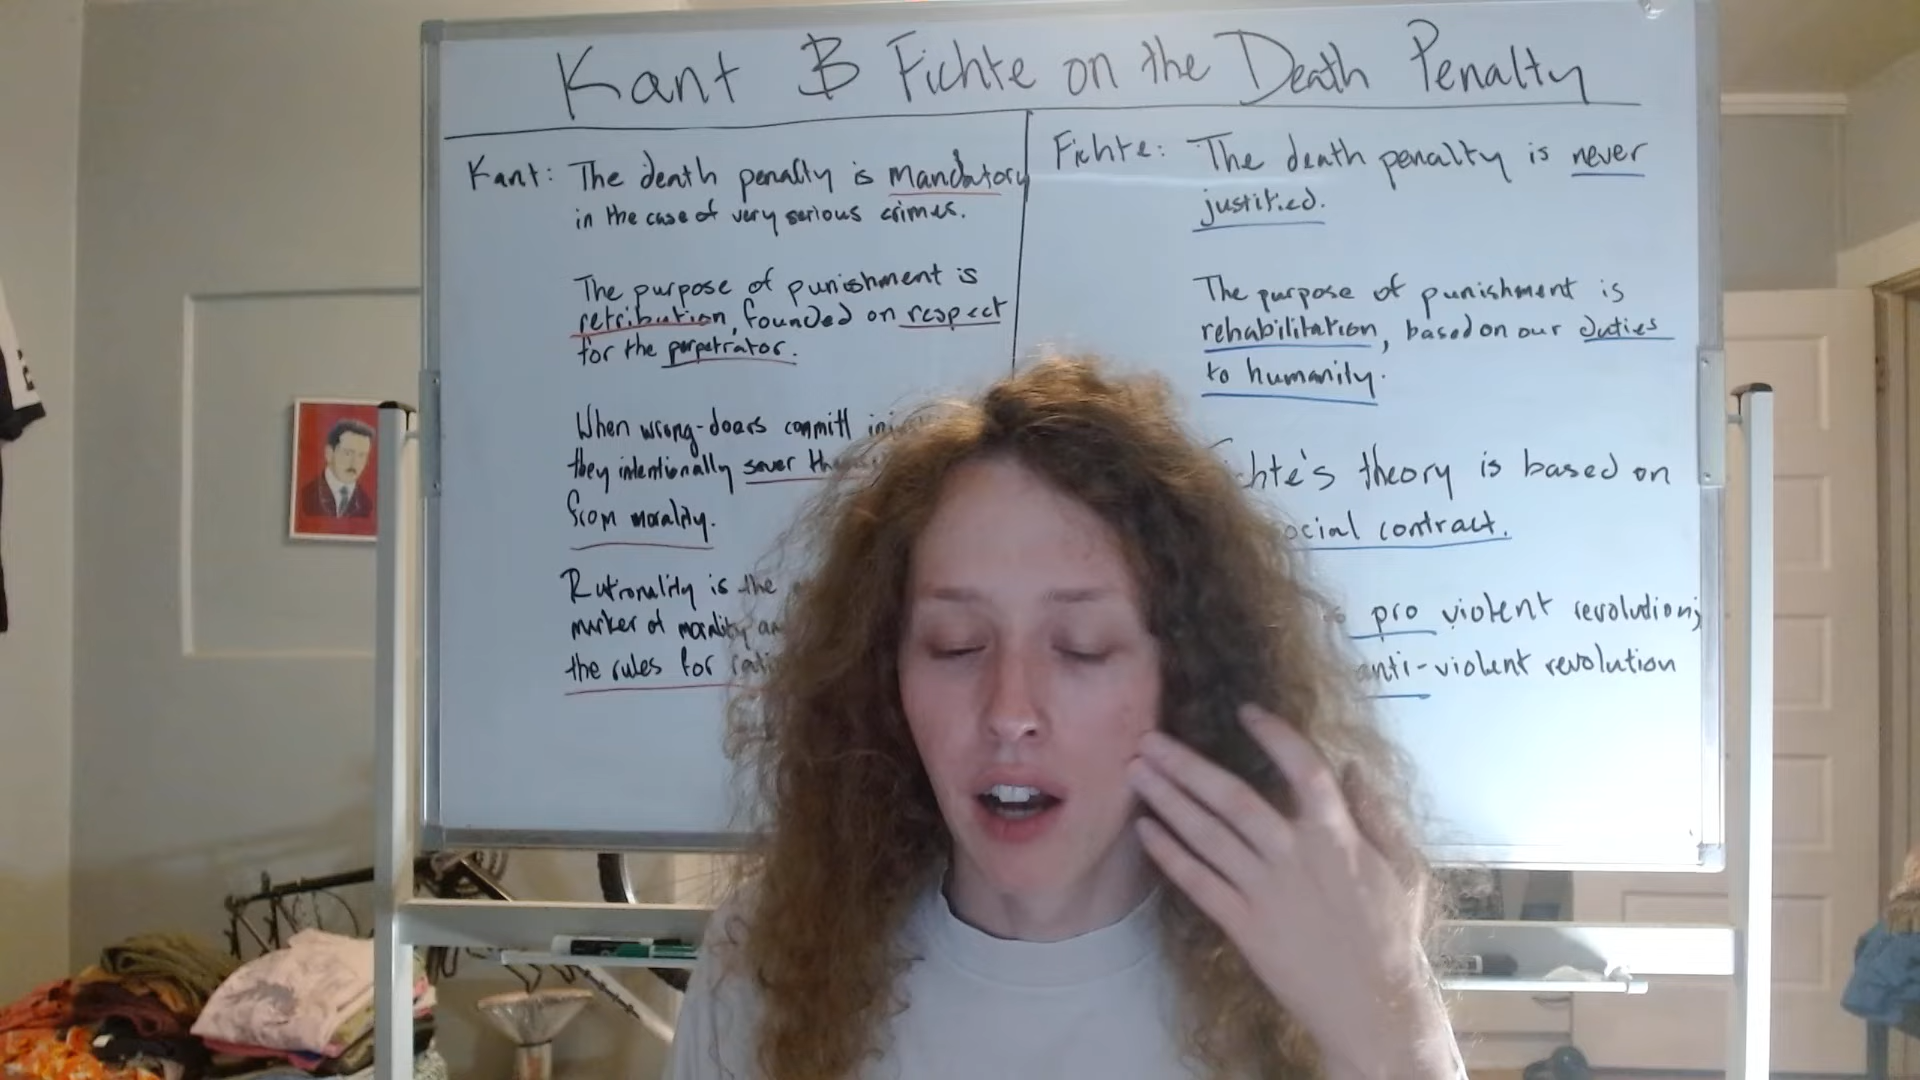 Kant & Fichte on the Death Penalty
Kant: The death penalty is mandatory
in the case of very serious crimes.
The purpose of punishment is
retribution, founded on respect
for the perpetrator.
When wrong-doers committ
they intentionally sever
from morality.
Rationality is the
marker of morality
the rules for
Fichte: The death penalty is never
justified.
The purpose of punishment is
rehabilitation, based on our duties
to humanity.
theory is based on
contract.
pro violent revolution;
anti-violent revolution